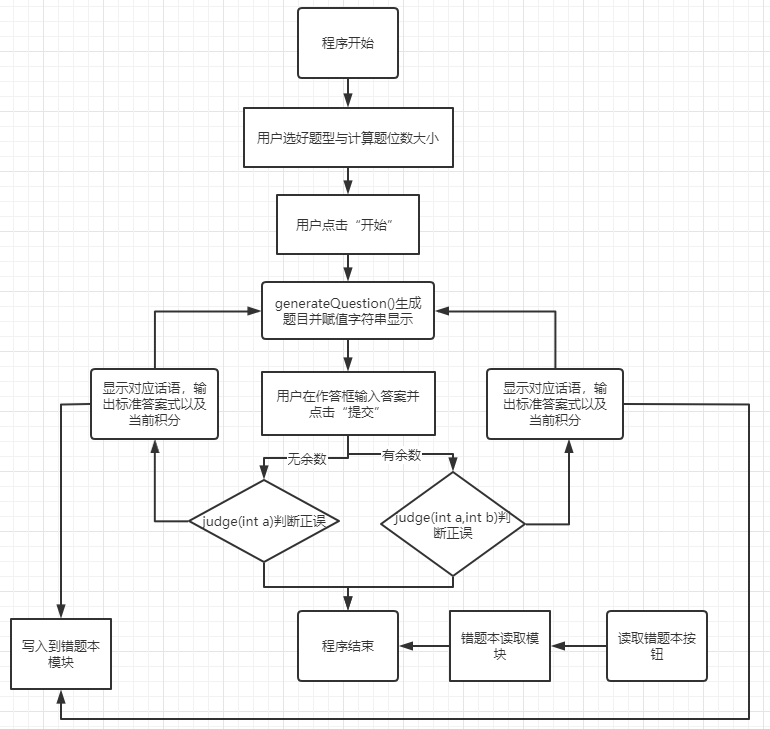 程序开始
用户选好题型与计算题位数大小
用户点击“开始”
generateQuestion()生成
题目并赋值字符串显示
显示对应话语，输
出标准答案式以及
当前积分
用户在作答框输入答案并
点击“提交”
显示对应话语，输
出标准答案式以及
当前积分
无余数
有余数
judge(int a)判断正误
judge(int a,int b)判
断正误
写入到错题本
模块
程序结束
错题本读取模
块
读取错题本按
钮